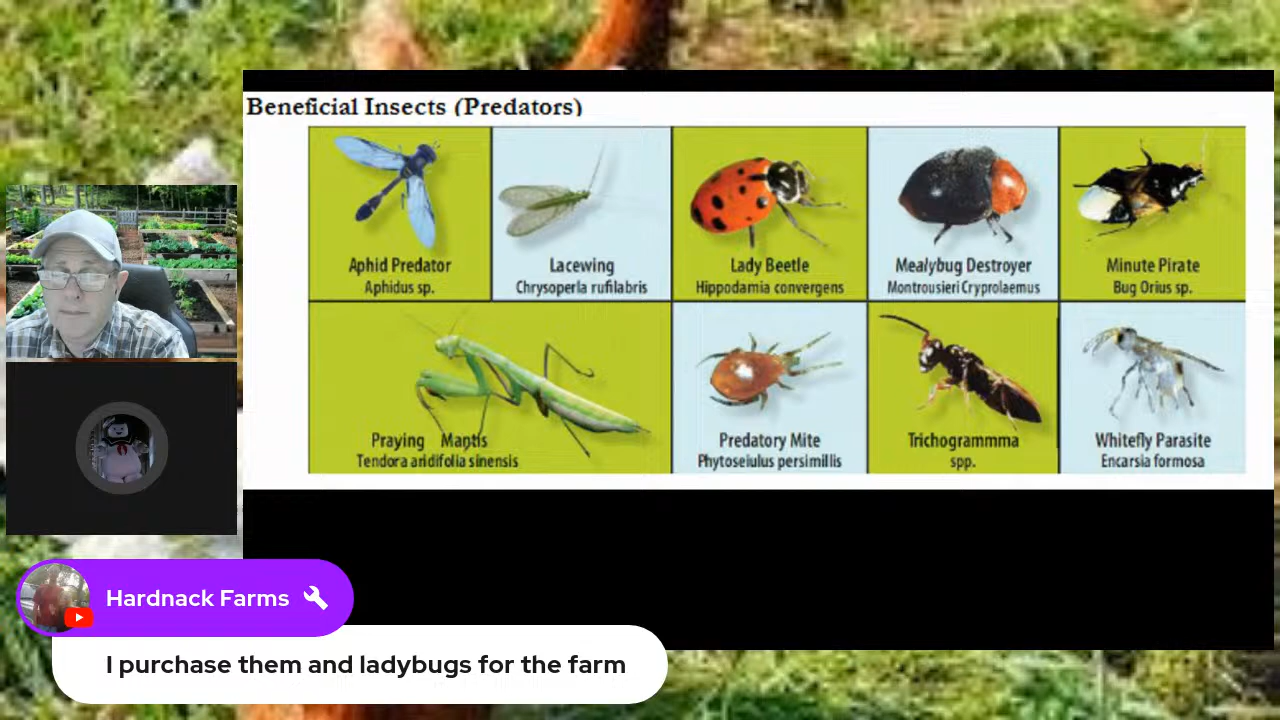 Beneficial Insects (Predators)
Aphid Predator
Aphidus sp.
Lacewing
Chrysoperla rufilabris
Lady Beetle
Hippodamia convergens
Mealybug Destroyer
Montrousieri Cryprolaemus
Minute Pirate
Bug Orius sp.
Praying Mantis
Tendora aridifolia sinensis
Predatory Mite
Phytoseiulus persimillis
Trichogrammma
spp.
Whitefly Parasite
Encarsia formosa
Hardnack Farms
I purchase them and ladybugs for the farm